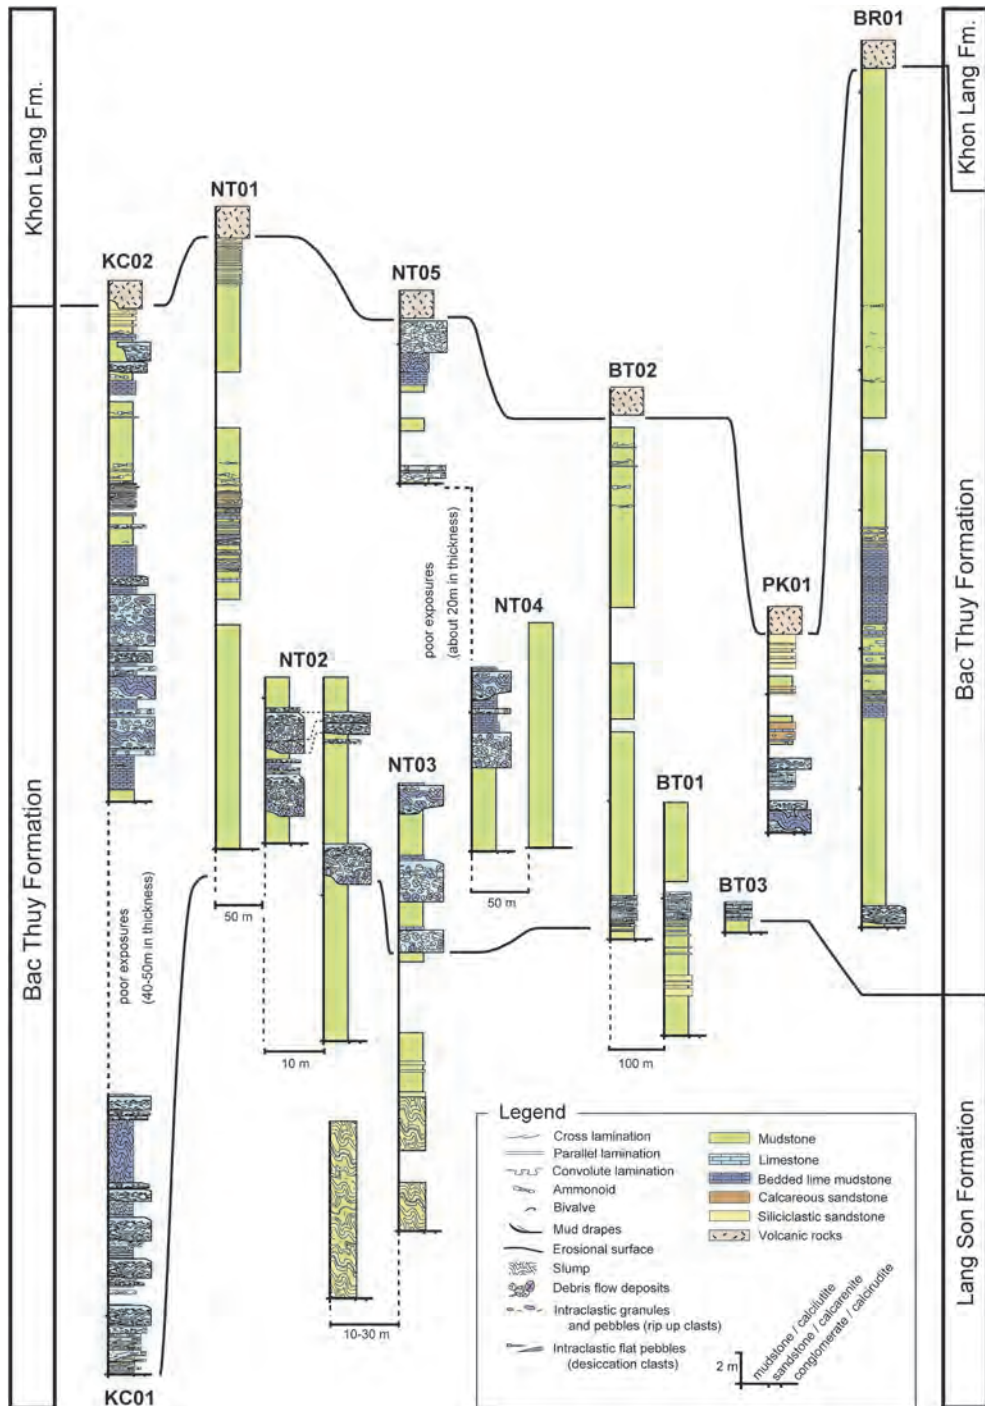 BR01
Khon Lang Fm.
Khon Lang Fm.
NT01
KC02
NT05
BT02
PK01
poor exposures
(about 20m in thickness)
NT04
NT02
NT03
BT01
BT03
Bac Thuy Formation
Bac Thuy Formation
poor exposures
(40-50m in thickness)
50 m
50 m
10 m
100 m
10-30 m
KC01
Lang Son Formation
Legend
Cross lamination
Parallel lamination
Convolute lamination
Ammonoid
Bivalve
Mud drapes
Erosional surface
Slump
Debris flow deposits
Intraclastic granules
and pebbles (rip up clasts)
Intraclastic flat pebbles
(desiccation clasts)
Mudstone
Limestone
Bedded lime mudstone
Calcareous sandstone
Siliciclastic sandstone
Volcanic rocks
2 m
mudstone / calcilutite
sandstone / calcarenite
conglomerate / calcirudite